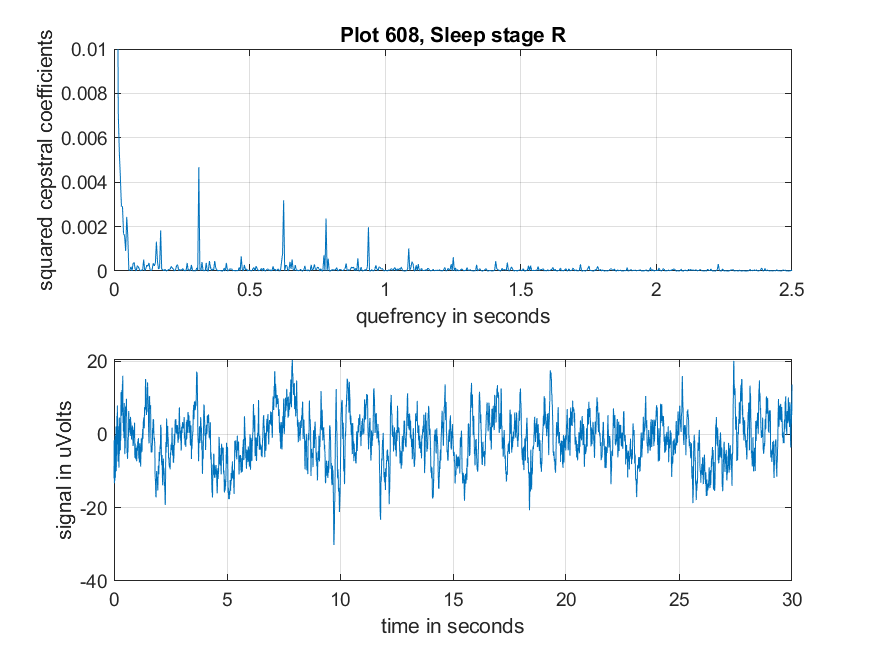 Plot 608, Sleep stage R
squared cepstral coefficients
0.01
0.008
0.006
0.004
0.002
0
0 0.5 1 1.5 2 2.5
quefrency in seconds
signal in uVolts
20
0
-20
-40
0 5 10 15 20 25 30
time in seconds